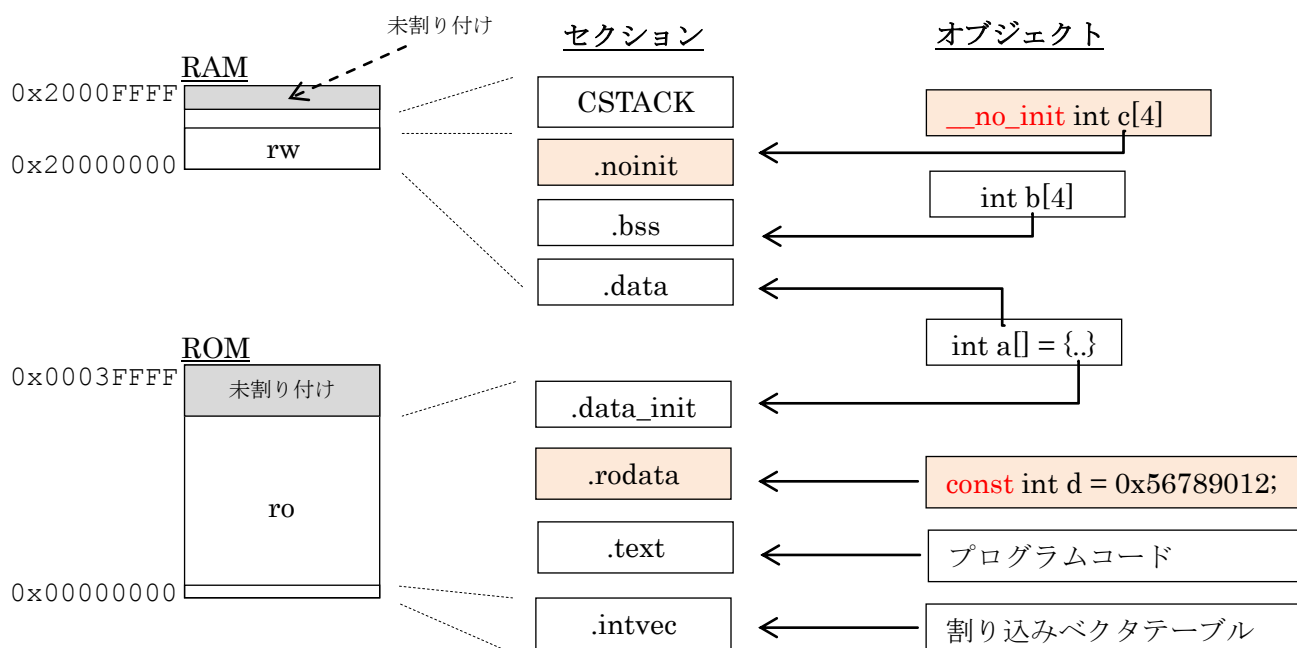 未割り付け
セクション
オブジェクト
RAM
0x2000FFFF
CSTACK
__no_init int c[4]
rw
0x20000000
.noinit
int b[4]
.bss
.data
int a[] = {..}
ROM
0x0003FFFF
未割り付け
.data_init
.rodata
const int d = 0x56789012;
ro
.text
プログラムコード
0x00000000
.intvec
割り込みベクタテーブル